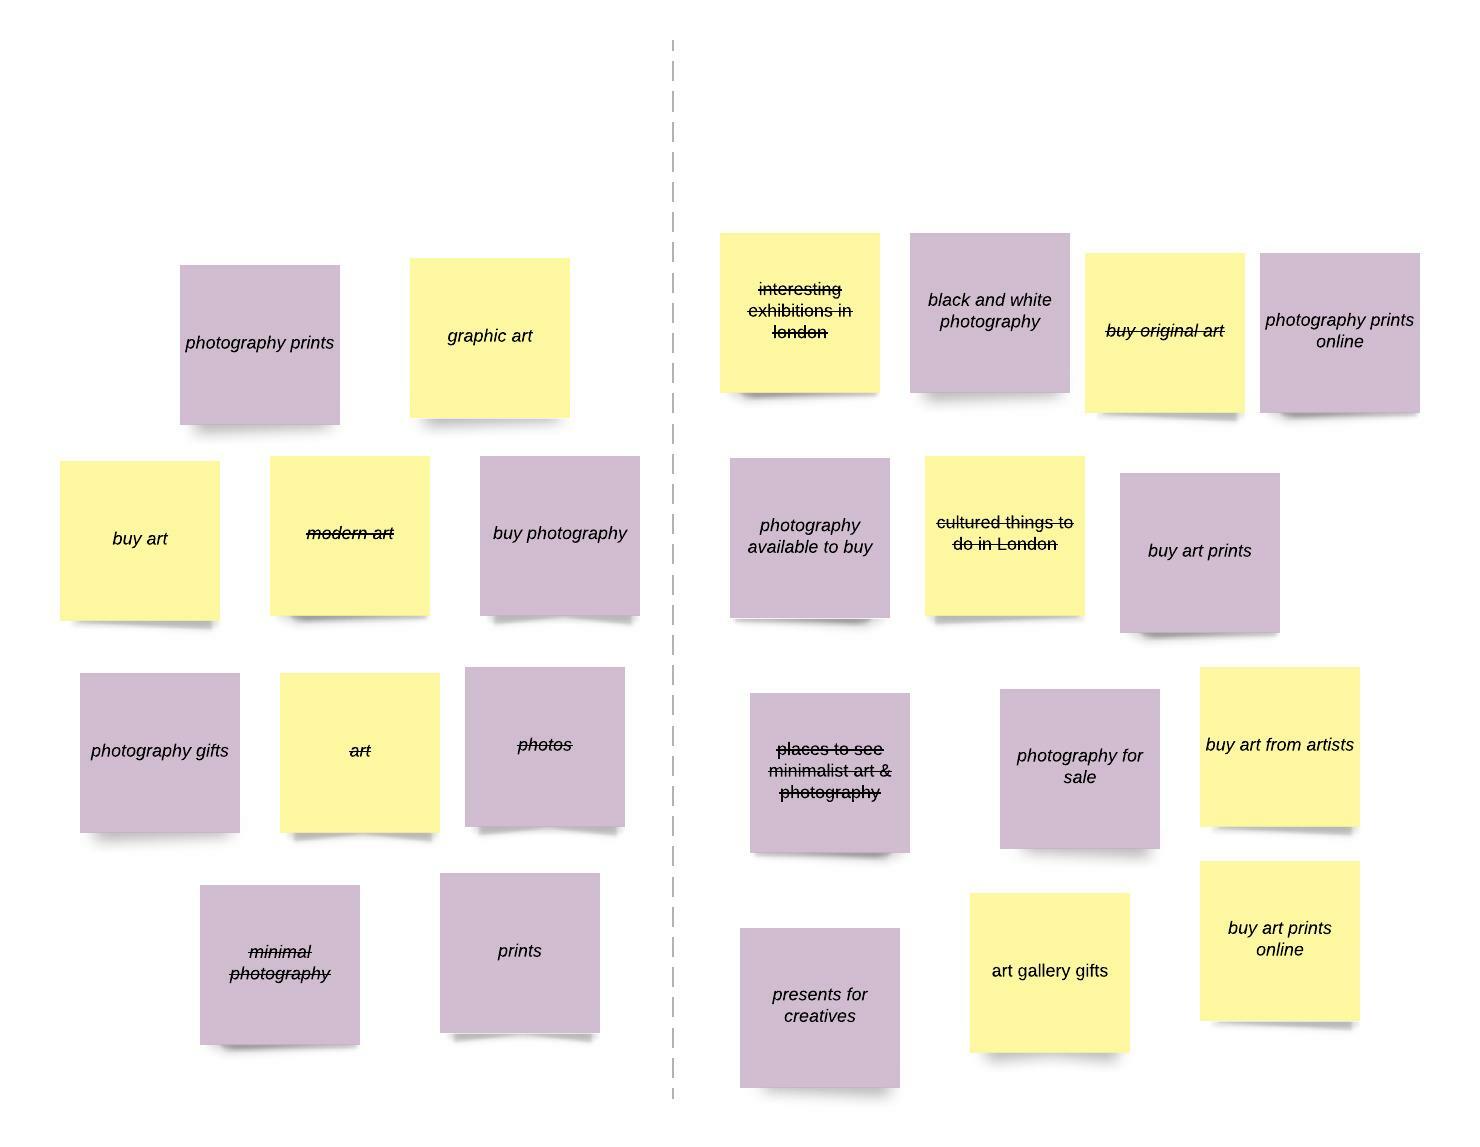 photography prints
graphic art
buy art
modern art
buy photography
photography gifts
art
photos
minimal
photography
prints
interesting
exhibitions in
london
black and white
photography
buy original art
photography prints
online
photography
available to buy
cultured things to
do in London
buy art prints
places to see
minimalist art &
photography
photography for
sale
buy art from artists
presents for
creatives
art gallery gifts
buy art prints
online